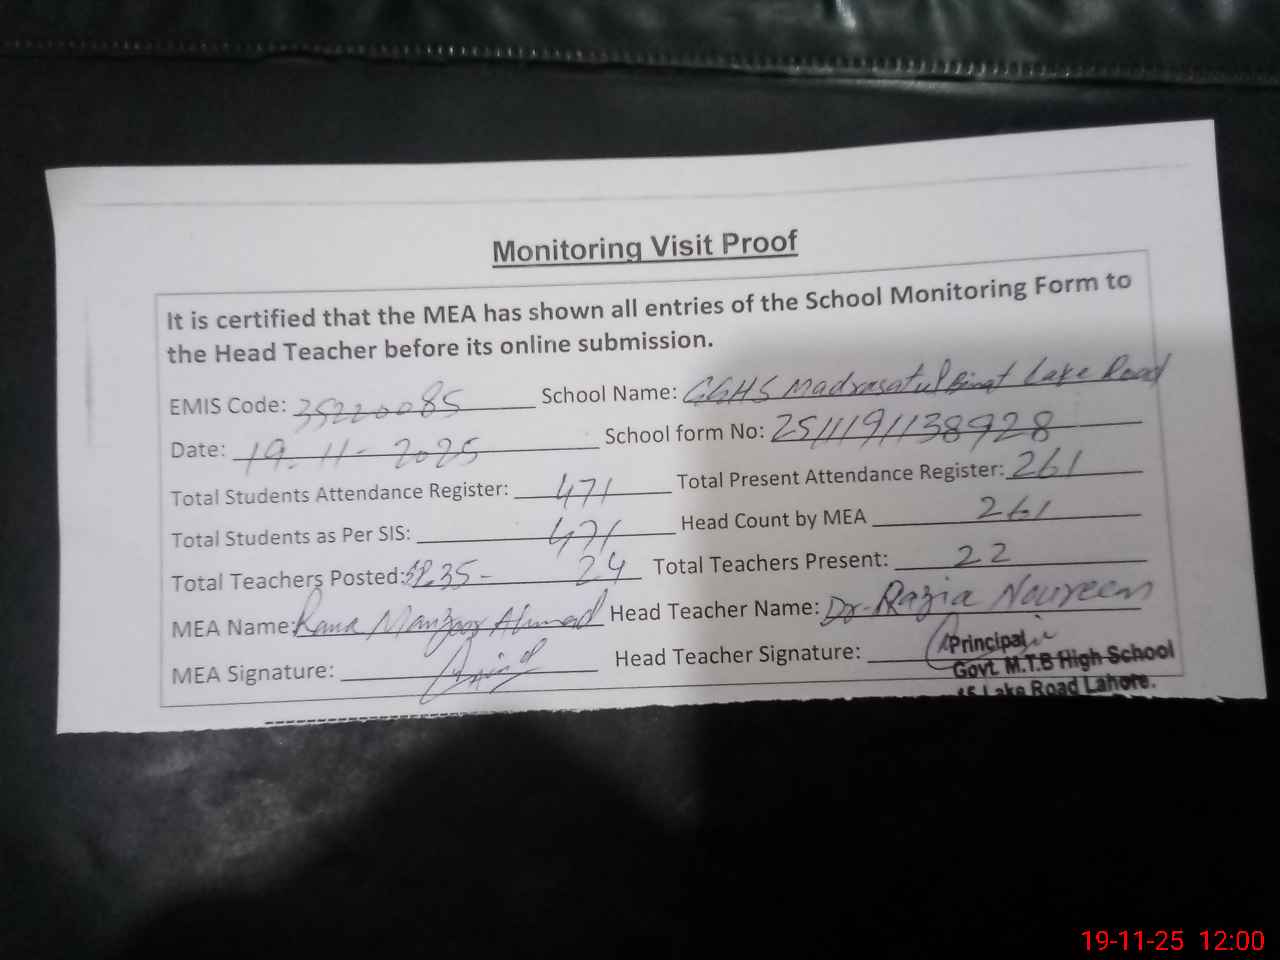 Monitoring Visit Proof
It is certified that the MEA has shown all entries of the School Monitoring Form to
the Head Teacher before its online submission.
EMIS Code: 35220085 School Name: GGHS Madrasatul Binat Lake Road
Date: 19-11-2025 School form No: 2511191138928
Total Students Attendance Register: 471 Total Present Attendance Register: 261
Total Students as Per SIS: 471 Head Count by MEA 261
Total Teachers Posted: 35- 24 Total Teachers Present: 22
MEA Name: Rana Manzoor Ahmad Head Teacher Name: Dr. Razia Noureen
MEA Signature: Head Teacher Signature:
Principal
Govt. M.T.B High School
Lake Road Lahore.
19-11-25 12:00